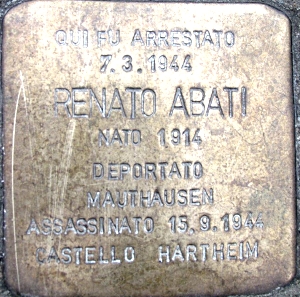 QUI FU ARRESTATO
7.3.1944
RENATO ABATI
NATO 1914
DEPORTATO
MAUTHAUSEN
ASSASSINATO 15.9.1944
CASTELLO HARTHEIM